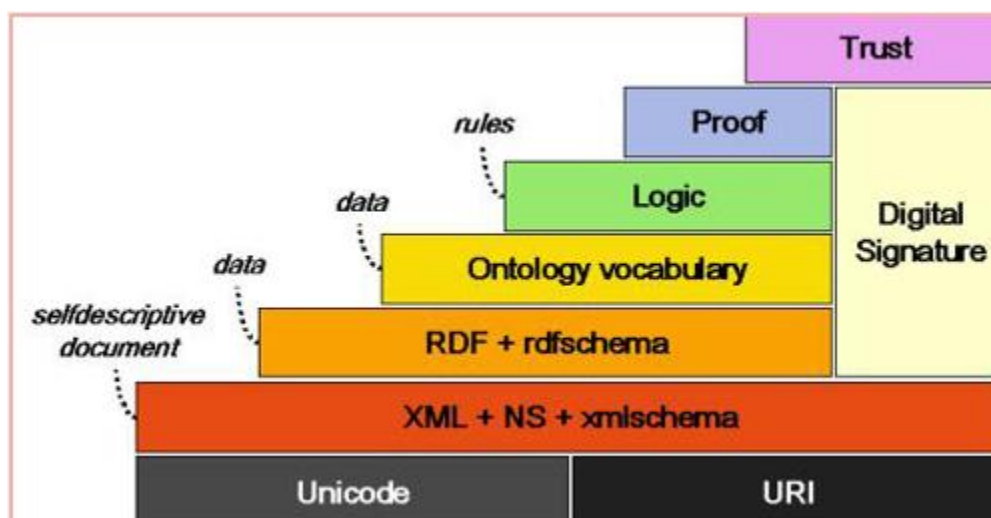 Trust
Proof
rules
Logic
data
Digital
Signature
Ontology vocabulary
data
RDF + rdfschema
selfdescriptive
document
XML + NS + xmlschema
Unicode
URI